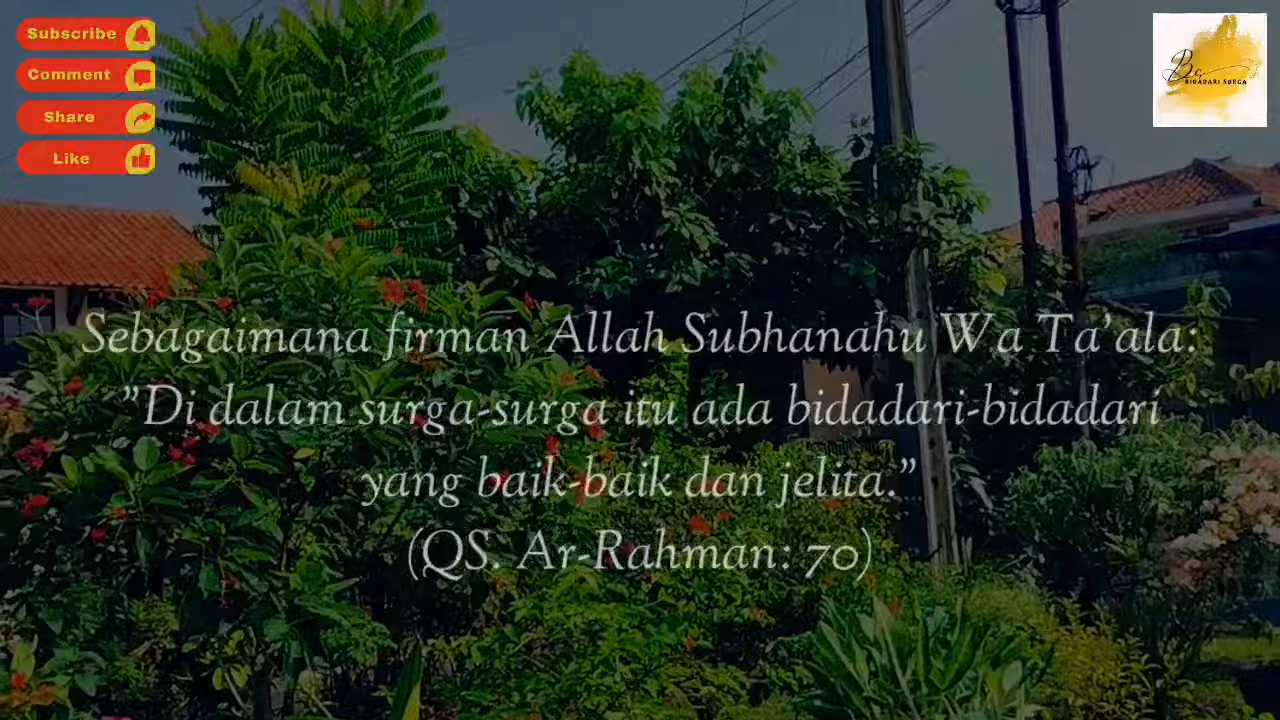 Subscribe
Comment
Share
Like
Bs
BIDADARI SURGA
Sebagaimana firman Allah Subhanahu Wa Ta'ala:
"Di dalam surga-surga itu ada bidadari-bidadari
yang baik-baik dan jelita."
(QS. Ar-Rahman: 70)